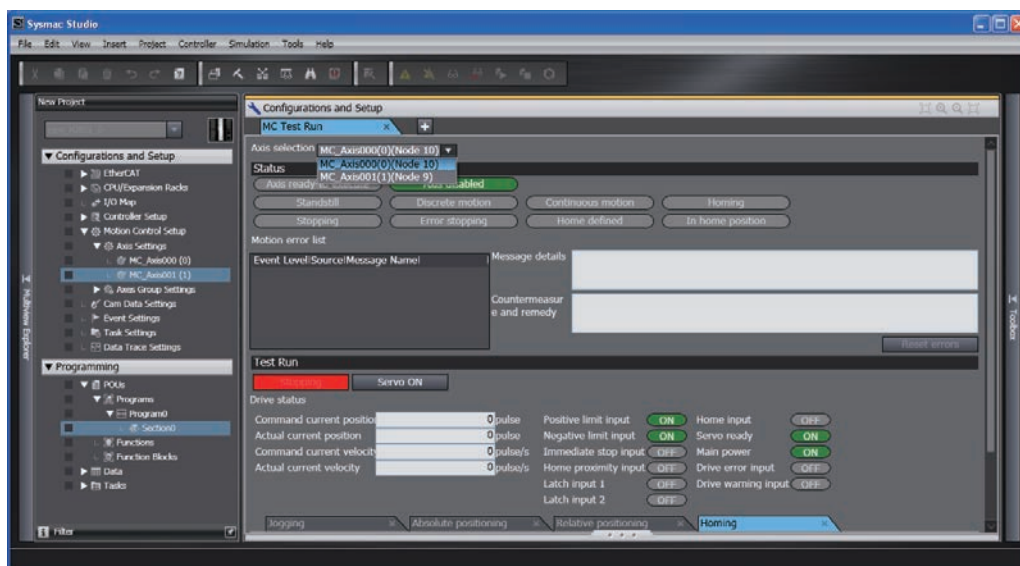 Sysmac Studio
File Edit View Insert Project Controller Simulation Tools Help
New Project
Configurations and Setup
EtherCAT
CPU/Expansion Racks
I/O Map
Controller Setup
Motion Control Setup
Axis Settings
MC_Axis000 (0)
MC_Axis001 (1)
Axes Group Settings
Cam Data Settings
Event Settings
Task Settings
Data Trace Settings
Programming
POUs
Programs
Program0
Section0
Functions
Function Blocks
Data
Tasks
Filter
Multiview Explorer
Configurations and Setup
MC Test Run
Axis selection MC_Axis000(0)(Node 10)
MC_Axis000(0)(Node 10)
MC_Axis001(1)(Node 9)
Status
Standstill Discrete motion Continuous motion Homing
Stopping Error stopping Home defined In home position
Motion error list
Event Level|Source|Message Name|
Message details
Countermeasur
e and remedy
Reset errors
Test Run
Stopping Servo ON
Drive status
Command current position 0 pulse Positive limit input ON Home input OFF
Actual current position 0 pulse Negative limit input ON Servo ready ON
Command current velocity 0 pulse/s Immediate stop input OFF Main power ON
Actual current velocity 0 pulse/s Home proximity input OFF Drive error input OFF
Latch input 1 OFF Drive warning input OFF
Latch input 2 OFF
Jogging Absolute positioning Relative positioning Homing
Toolbox